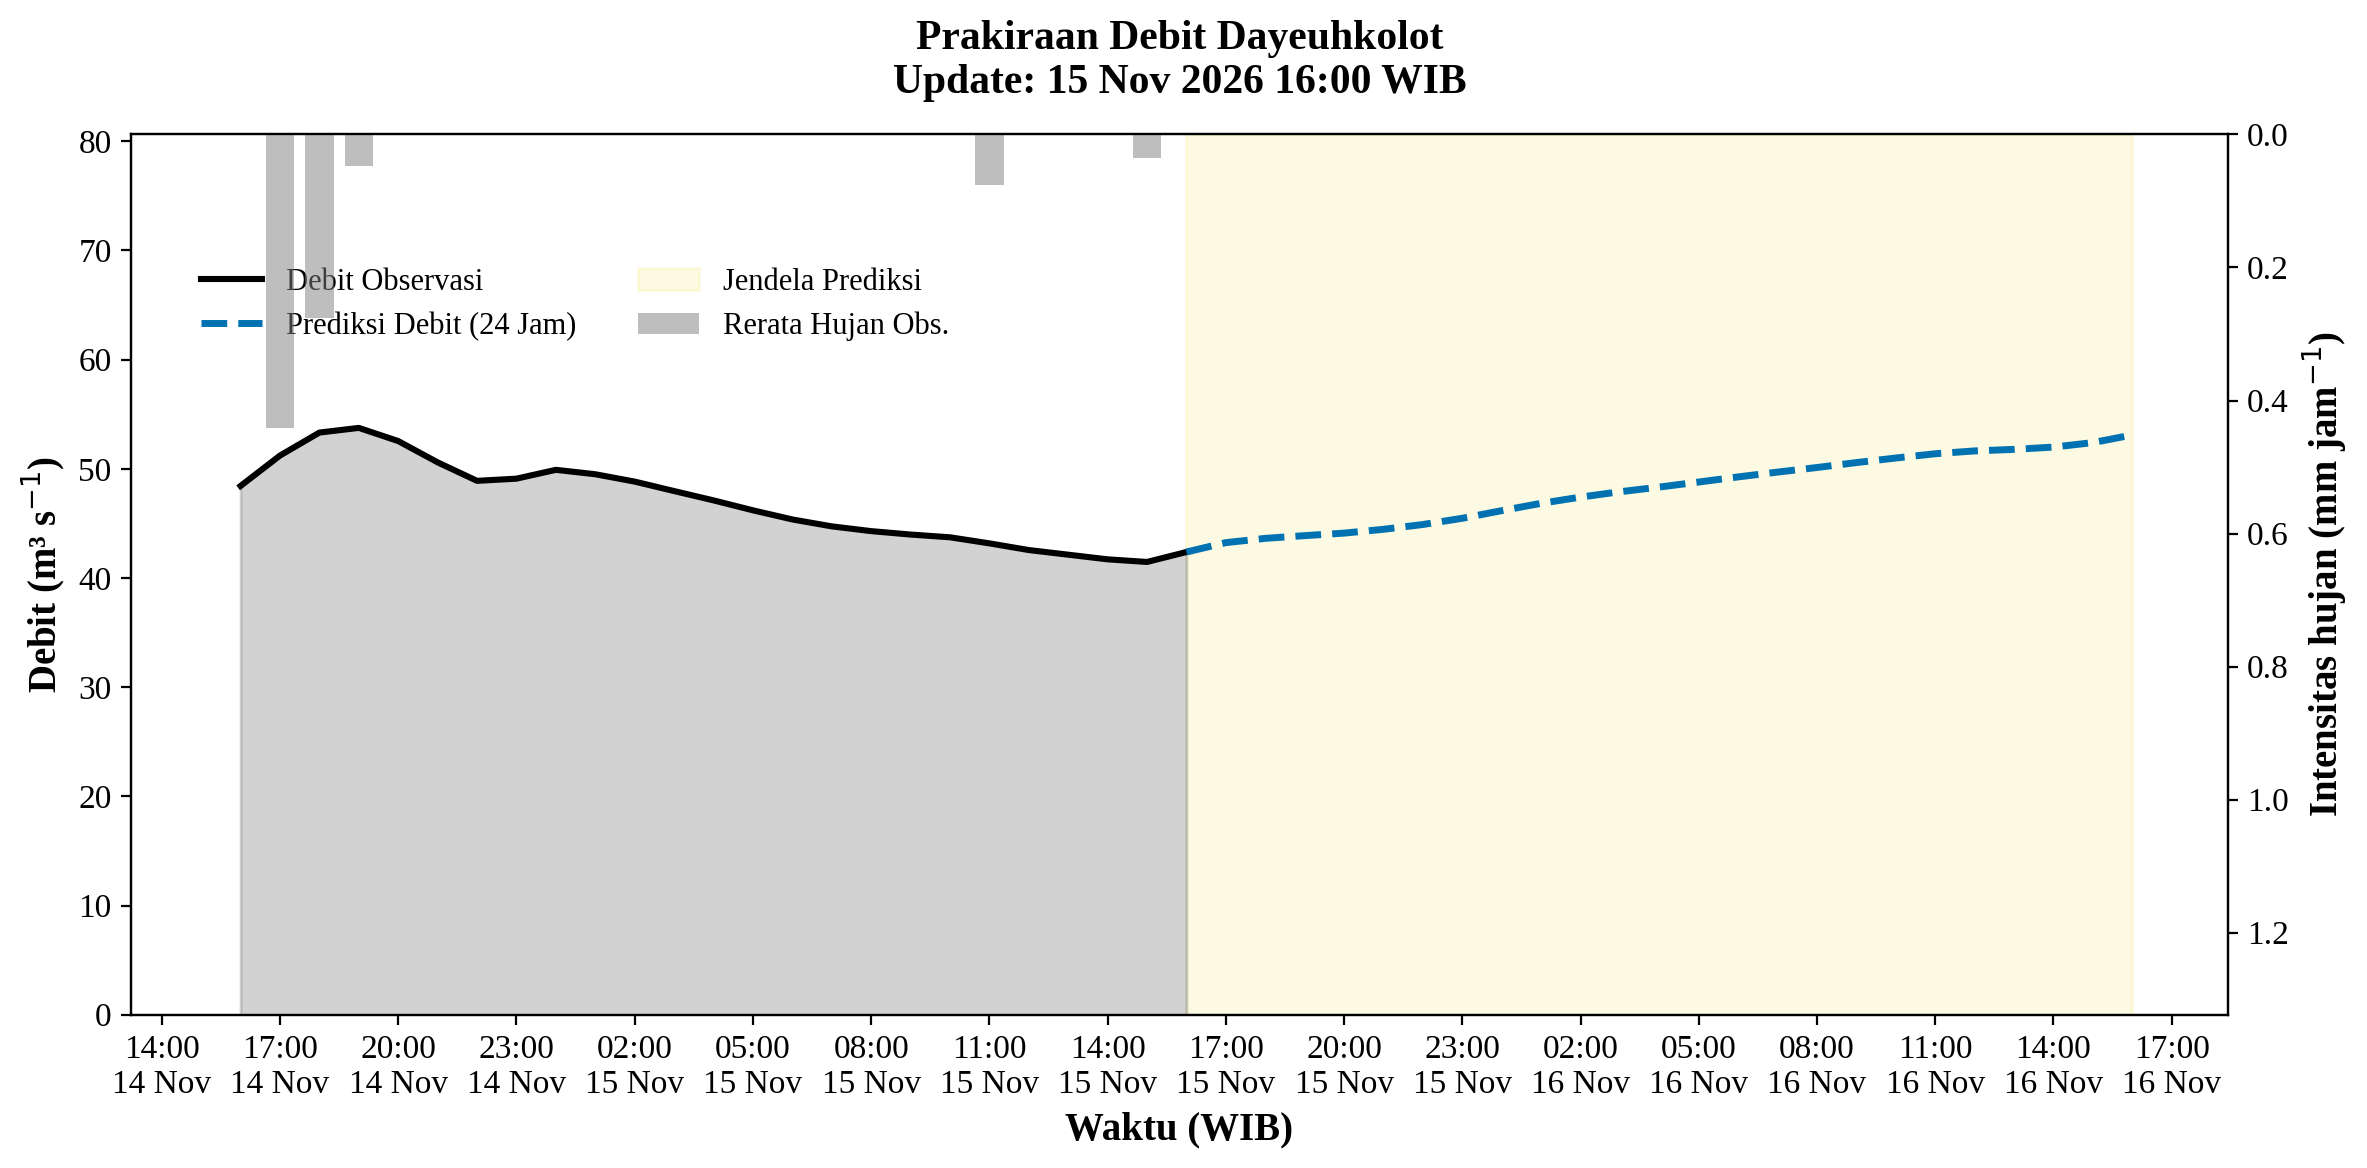 Prakiraan Debit Dayeuhkolot
Update: 15 Nov 2026 16:00 WIB
80
70
60
50
40
30
20
10
0
Debit (m³ s⁻¹)
Debit Observasi
Prediksi Debit (24 Jam)
Jendela Prediksi
Rerata Hujan Obs.
0.0
0.2
0.4
0.6
0.8
1.0
1.2
Intensitas hujan (mm jam⁻¹)
14:00 17:00 20:00 23:00 02:00 05:00 08:00 11:00 14:00 17:00 20:00 23:00 02:00 05:00 08:00 11:00 14:00 17:00
14 Nov 14 Nov 14 Nov 14 Nov 15 Nov 15 Nov 15 Nov 15 Nov 15 Nov 15 Nov 15 Nov 15 Nov 16 Nov 16 Nov 16 Nov 16 Nov 16 Nov 16 Nov
Waktu (WIB)